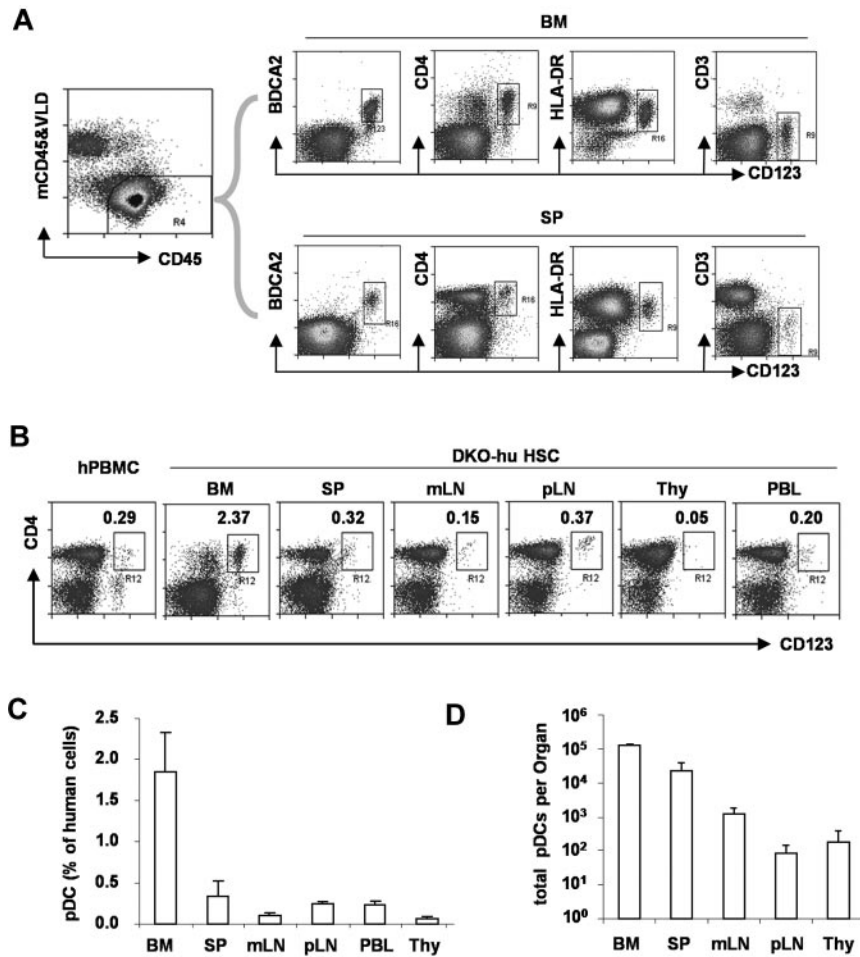 A
BM
mCD45&VLD
R4
CD45
BDCA2
R123
CD4
R9
HLA-DR
R16
CD3
R9
CD123
SP
BDCA2
R16
CD4
R16
HLA-DR
R9
CD3
R9
CD123
B
hPBMC
DKO-hu HSC
BM
SP
mLN
pLN
Thy
PBL
CD4
0.29
2.37
0.32
0.15
0.37
0.05
0.20
R12
R12
R12
R12
R12
R12
R12
CD123
C
pDC (% of human cells)
2.5
2.0
1.5
1.0
0.5
0.0
BM SP mLN pLN PBL Thy
D
total pDCs per Organ
10⁶
10⁵
10⁴
10³
10²
10¹
10⁰
BM SP mLN pLN Thy